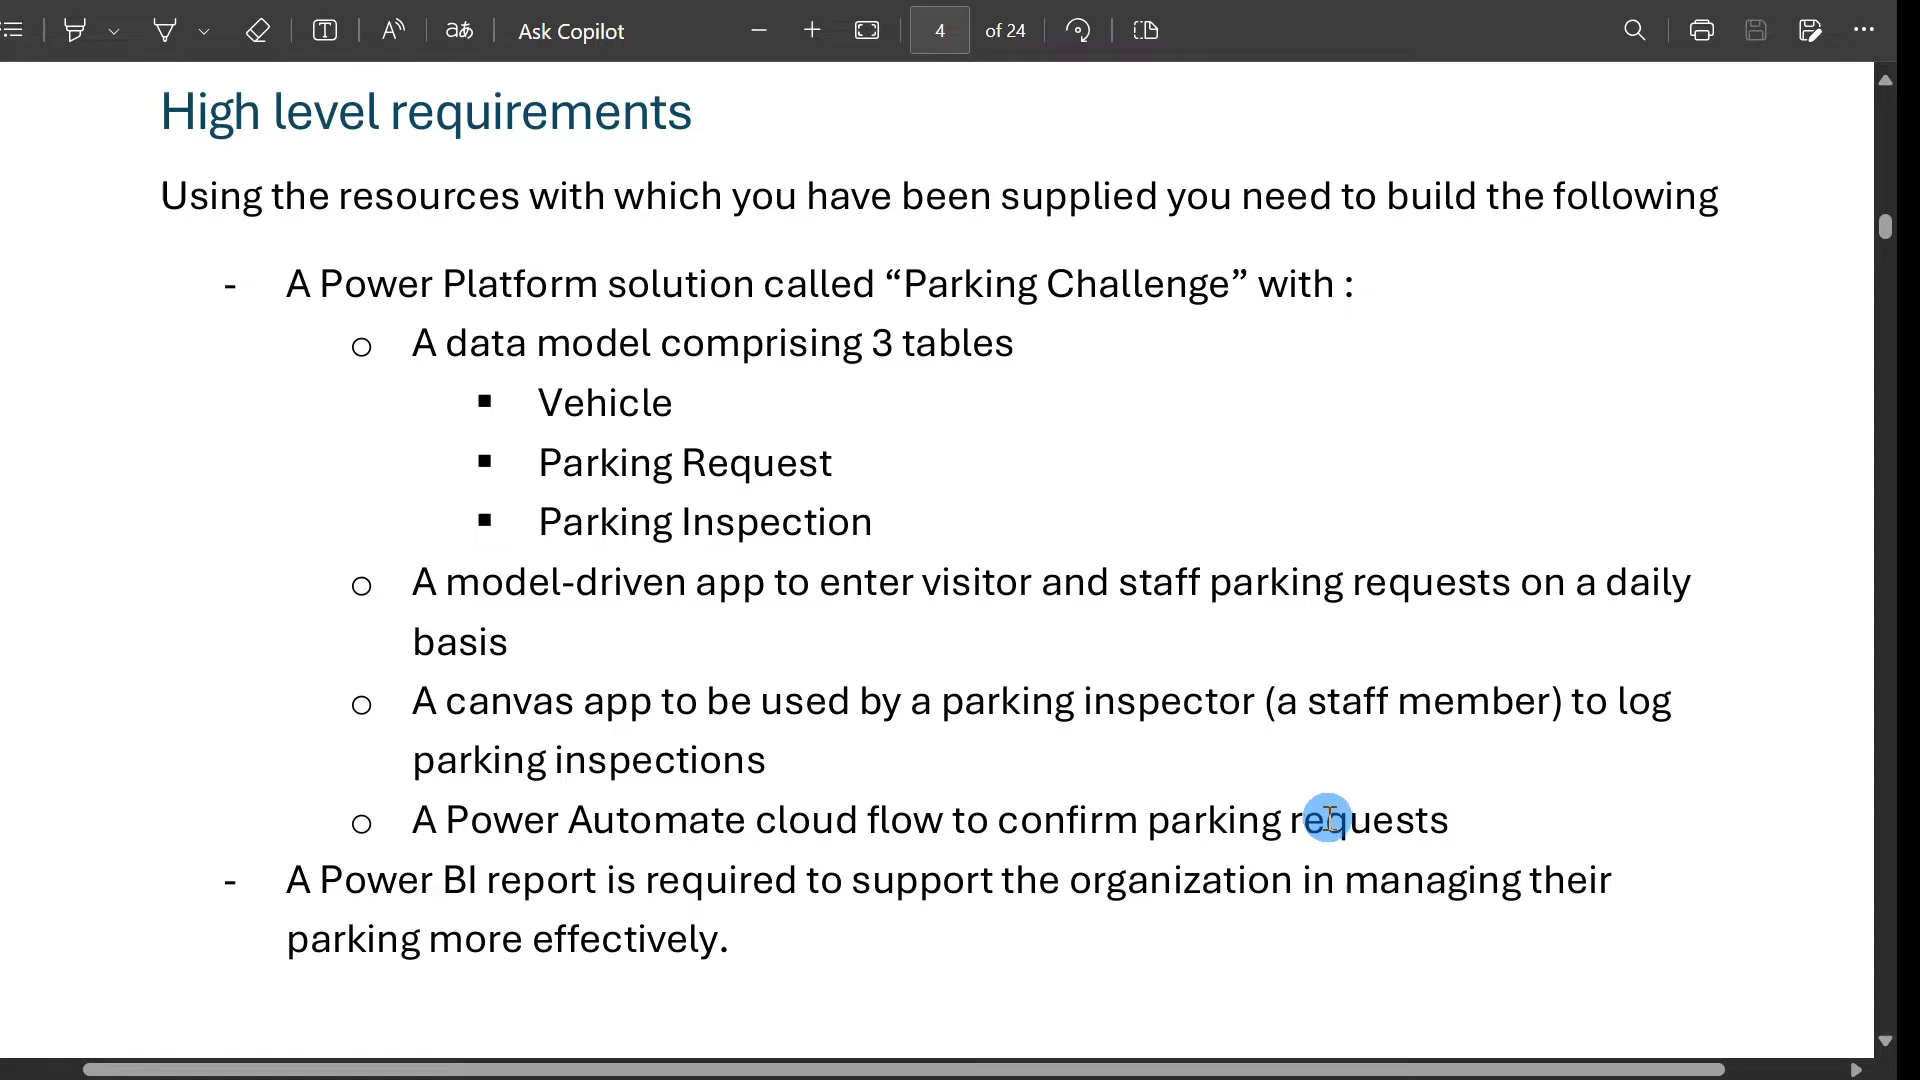 Ask Copilot
4 of 24
High level requirements
Using the resources with which you have been supplied you need to build the following
- A Power Platform solution called “Parking Challenge” with :
o A data model comprising 3 tables
▪ Vehicle
▪ Parking Request
▪ Parking Inspection
o A model-driven app to enter visitor and staff parking requests on a daily
basis
o A canvas app to be used by a parking inspector (a staff member) to log
parking inspections
o A Power Automate cloud flow to confirm parking requests
- A Power BI report is required to support the organization in managing their
parking more effectively.